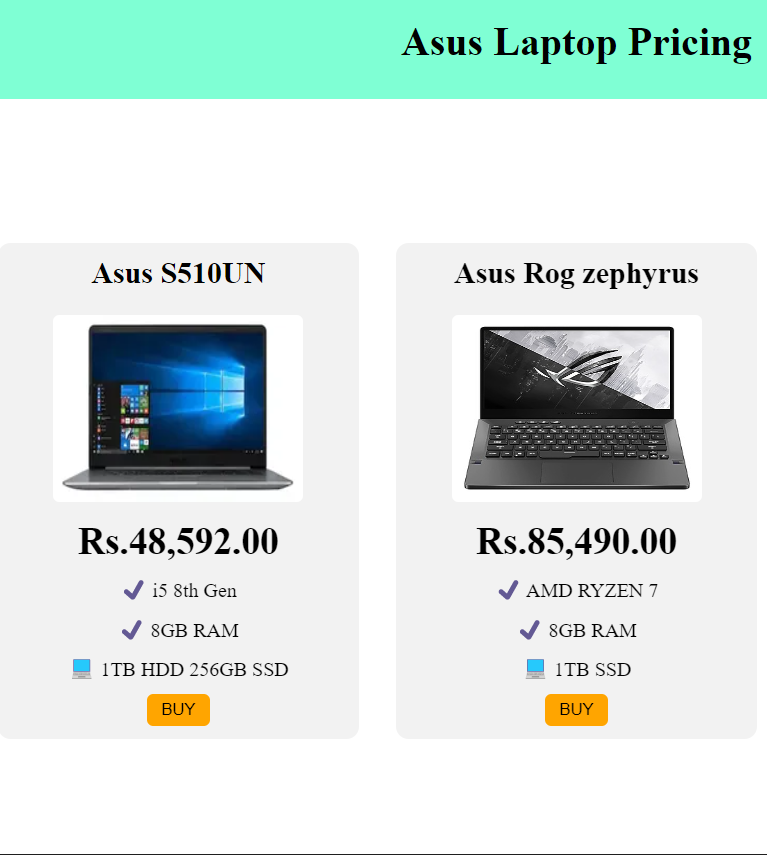 Asus Laptop Pricing
Asus S510UN
Rs.48,592.00
✔ i5 8th Gen
✔ 8GB RAM
💻 1TB HDD 256GB SSD
BUY
Asus Rog zephyrus
Rs.85,490.00
✔ AMD RYZEN 7
✔ 8GB RAM
💻 1TB SSD
BUY